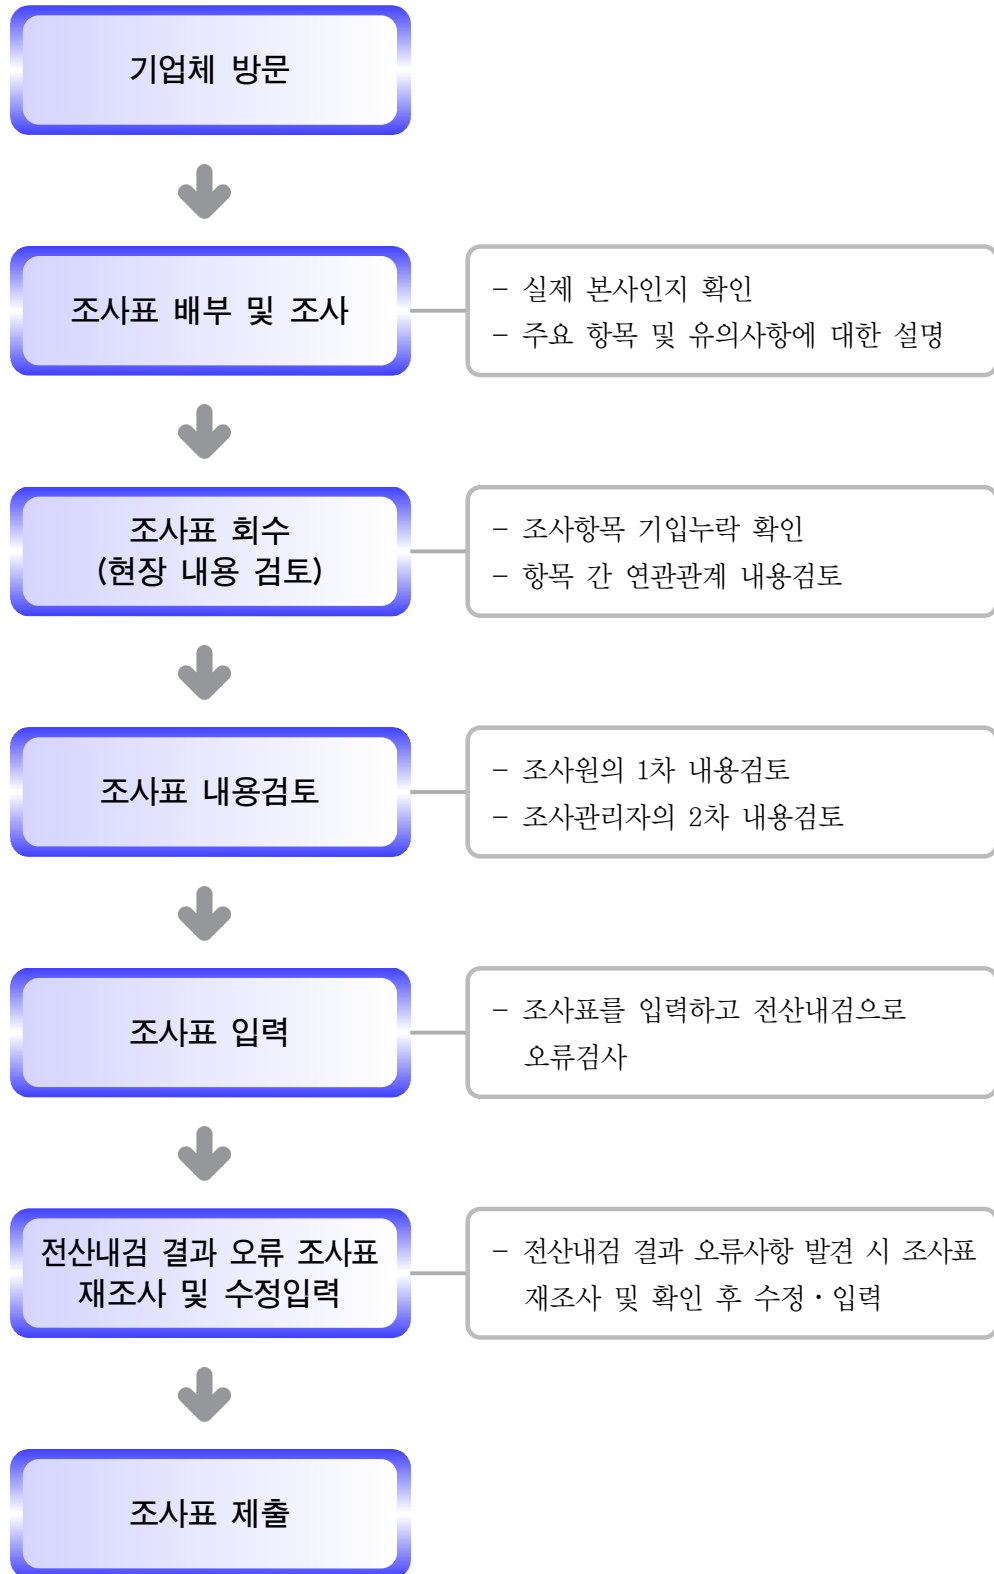 기업체 방문
조사표 배부 및 조사
- 실제 본사인지 확인
- 주요 항목 및 유의사항에 대한 설명
조사표 회수
(현장 내용 검토)
- 조사항목 기입누락 확인
- 항목 간 연관관계 내용검토
조사표 내용검토
- 조사원의 1차 내용검토
- 조사관리자의 2차 내용검토
조사표 입력
- 조사표를 입력하고 전산내검으로
오류검사
전산내검 결과 오류 조사표
재조사 및 수정입력
- 전산내검 결과 오류사항 발견 시 조사표
재조사 및 확인 후 수정·입력
조사표 제출